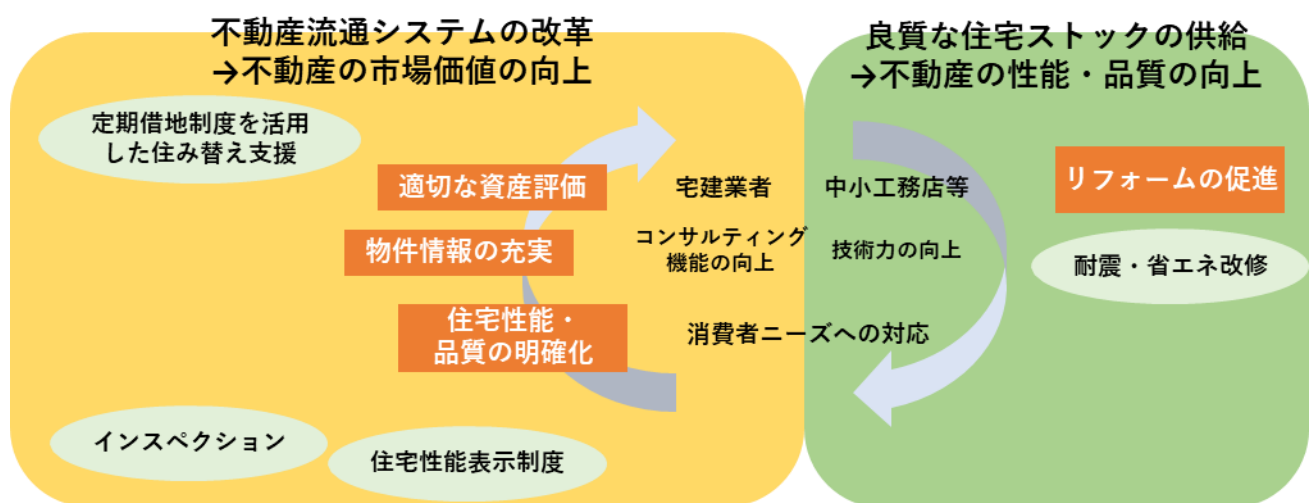 不動産流通システムの改革
→不動産の市場価値の向上
定期借地制度を活用
した住み替え支援
適切な資産評価
物件情報の充実
住宅性能・
品質の明確化
インスペクション
住宅性能表示制度
宅建業者
コンサルティング
機能の向上
消費者ニーズへの対応
良質な住宅ストックの供給
→不動産の性能・品質の向上
中小工務店等
技術力の向上
リフォームの促進
耐震・省エネ改修